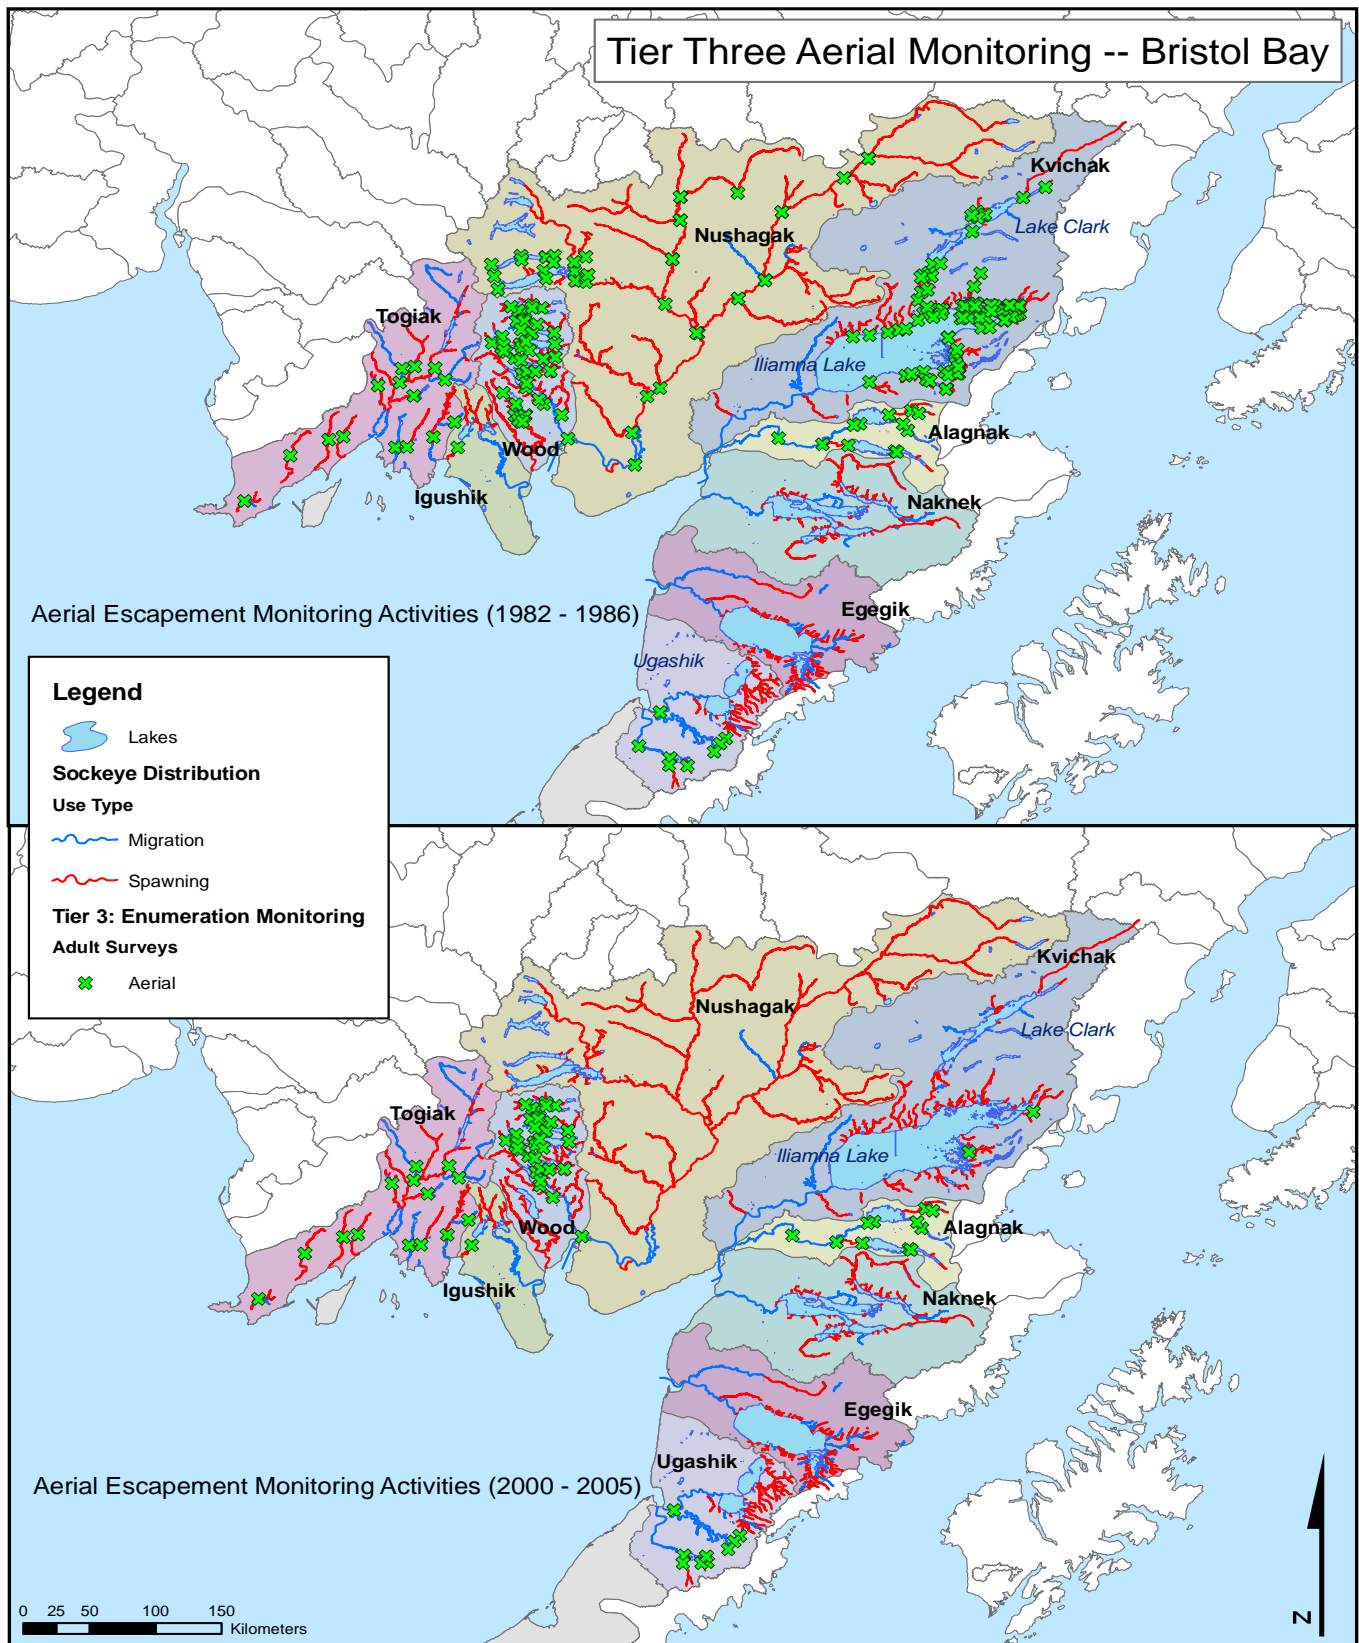 Tier Three Aerial Monitoring -- Bristol Bay
Kvichak
Lake Clark
Nushagak
Togiak
Iliamna Lake
Alagnak
Wood
Igushik
Naknek
Egegik
Aerial Escapement Monitoring Activities (1982 - 1986)
Ugashik
Legend
Lakes
Sockeye Distribution
Use Type
Migration
Spawning
Tier 3: Enumeration Monitoring
Adult Surveys
Aerial
Kvichak
Nushagak
Lake Clark
Togiak
Iliamna Lake
Wood
Alagnak
Igushik
Naknek
Egegik
Ugashik
Aerial Escapement Monitoring Activities (2000 - 2005)
0 25 50 100 150
Kilometers
N